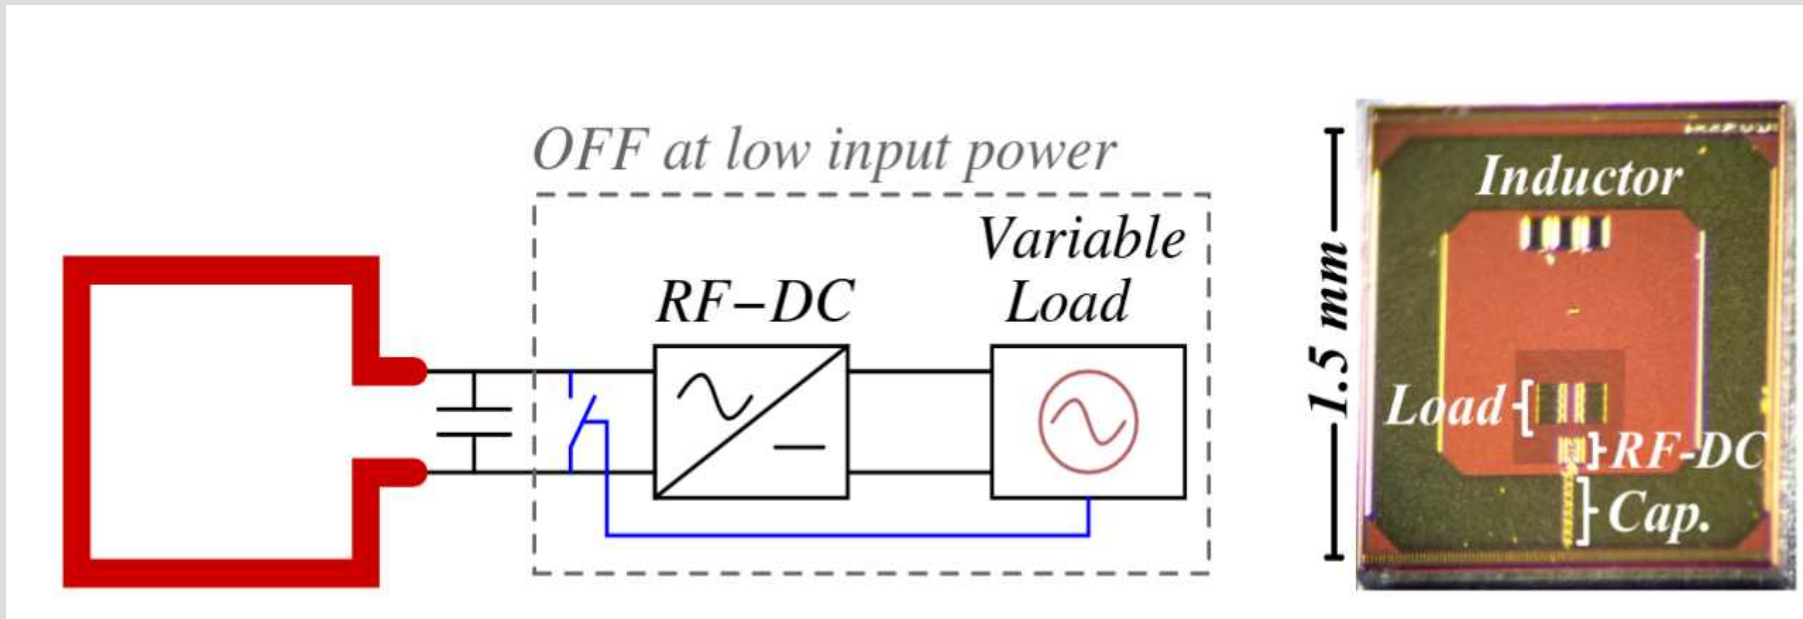 OFF at low input power
Variable
Load
RF–DC
1.5 mm
Inductor
Load
RF-DC
Cap.